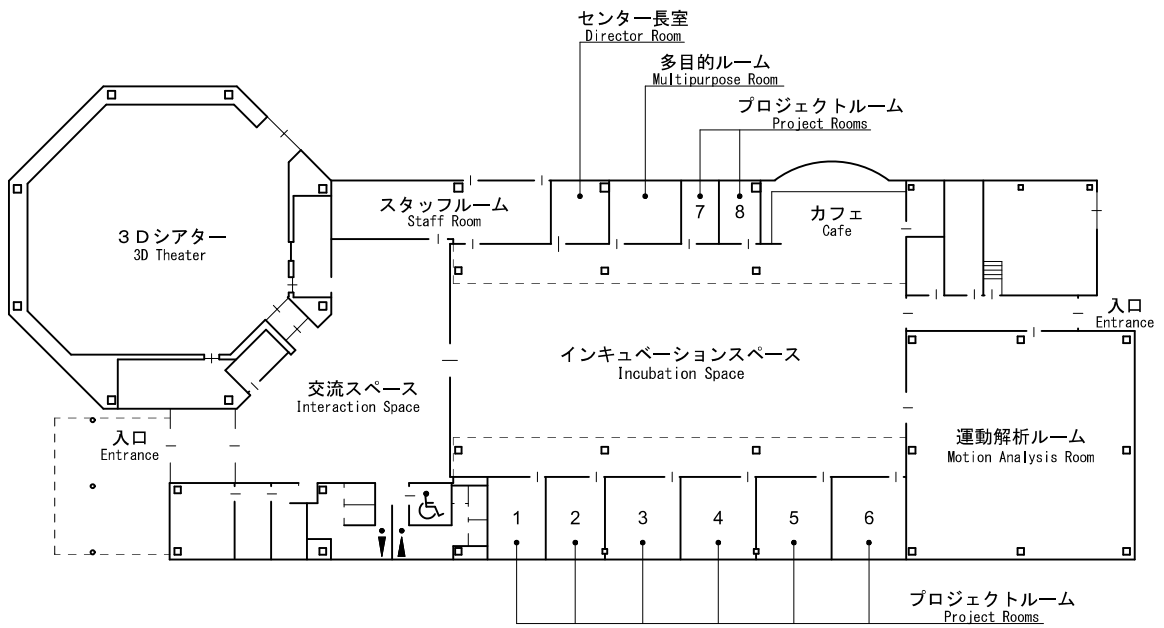 センター長室
Director Room
多目的ルーム
Multipurpose Room
プロジェクトルーム
Project Rooms
スタッフルーム
Staff Room
7
8
カフェ
Cafe
3Dシアター
3D Theater
入口
Entrance
インキュベーションスペース
Incubation Space
交流スペース
Interaction Space
入口
Entrance
運動解析ルーム
Motion Analysis Room
1
2
3
4
5
6
プロジェクトルーム
Project Rooms